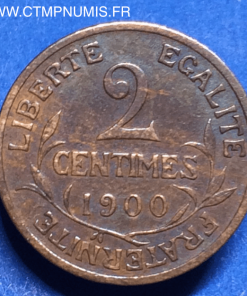 © WWW.CTMPNUMIS.FR
LIBERTE EGALITE
2
CENTIMES
1900
FRATERNITE